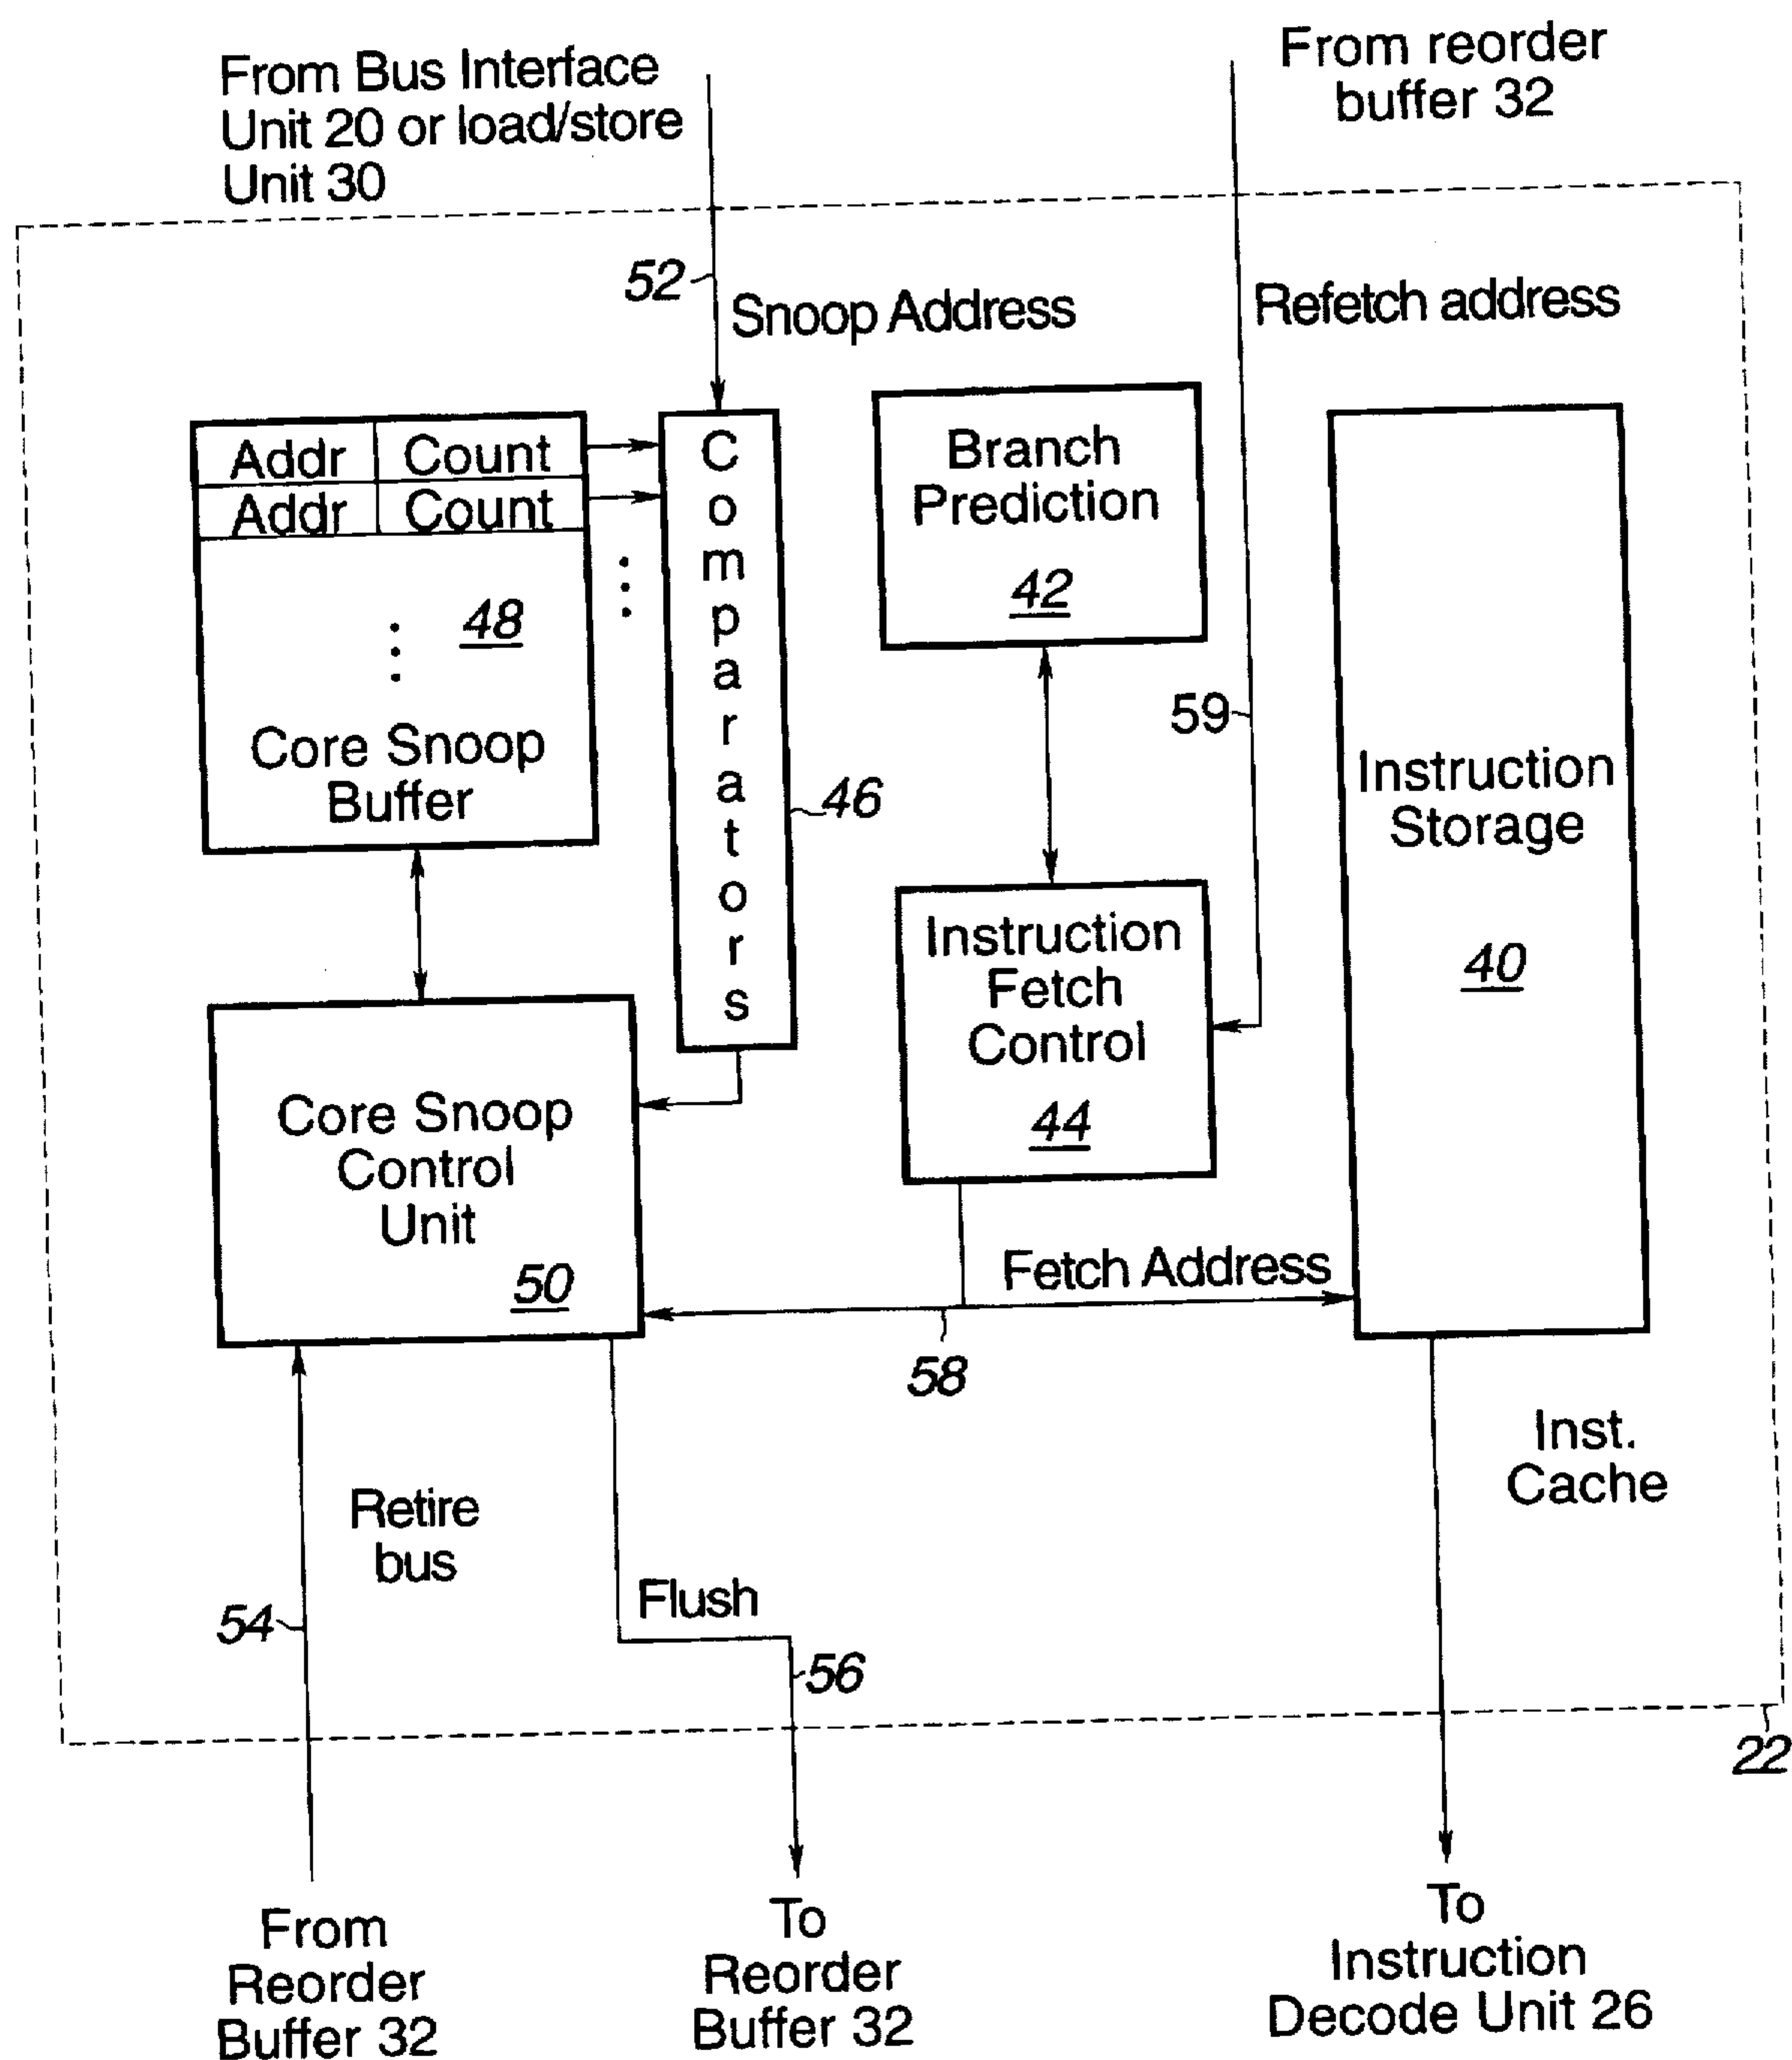 From Bus Interface
Unit 20 or load/store
Unit 30
From reorder
buffer 32
52
Snoop Address
Refetch address
Addr Count
Addr Count
48
Core Snoop
Buffer
Comparators
46
Branch
Prediction
42
59
Instruction
Storage
40
Instruction
Fetch
Control
44
Core Snoop
Control
Unit
50
Fetch Address
58
Inst.
Cache
Retire
bus
54
Flush
56
22
From
Reorder
Buffer 32
To
Reorder
Buffer 32
To
Instruction
Decode Unit 26